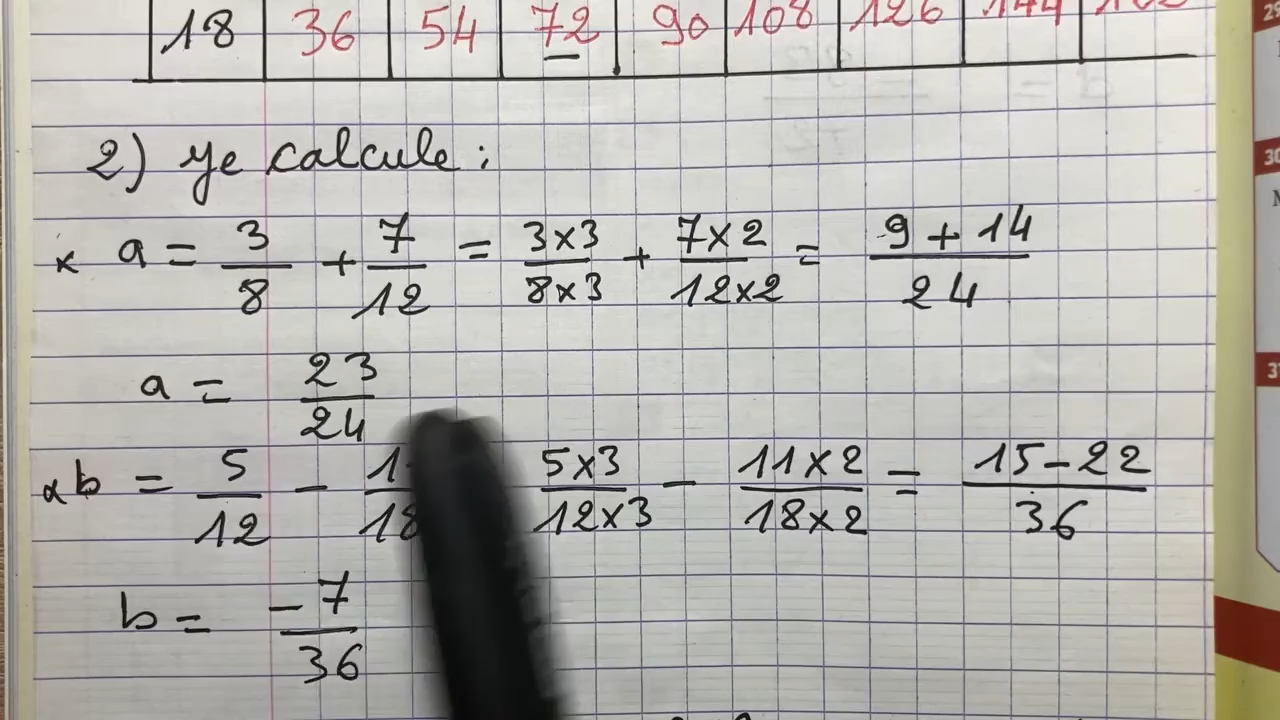 18 36 54 72 90 108 126 144
2) Je calcule :
× a = 3/8 + 7/12 = 3×3/8×3 + 7×2/12×2 = 9+14/24
a = 23/24
× b = 5/12 - 5×3/12×3 - 11×2/18×2 = 15-22/36
b = -7/36